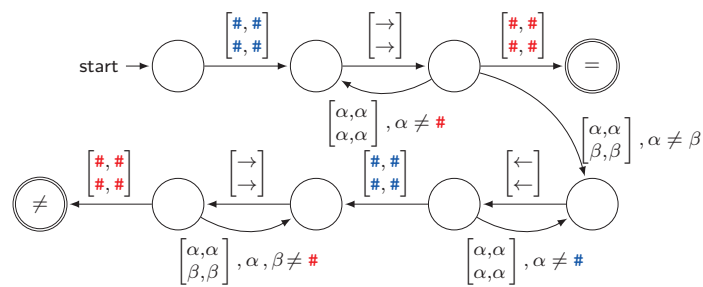 [#, #] [→] [#, #]
[#, #] [→] [#, #]
start =
[α,α]
[α,α] , α ≠ #
[α,α]
[β,β] , α ≠ β
[#, #] [→] [#, #] [←]
[#, #] [→] [#, #] [←]
≠
[α,α] [α,α]
[β,β] , α , β ≠ # [α,α] , α ≠ #